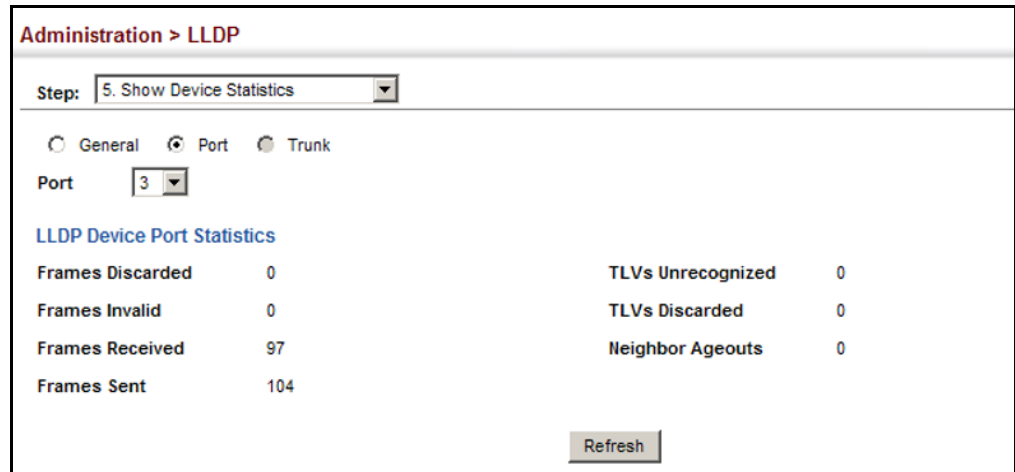 Administration > LLDP
Step: 5. Show Device Statistics
General Port Trunk
Port 3
LLDP Device Port Statistics
Frames Discarded 0 TLVs Unrecognized 0
Frames Invalid 0 TLVs Discarded 0
Frames Received 97 Neighbor Ageouts 0
Frames Sent 104
Refresh